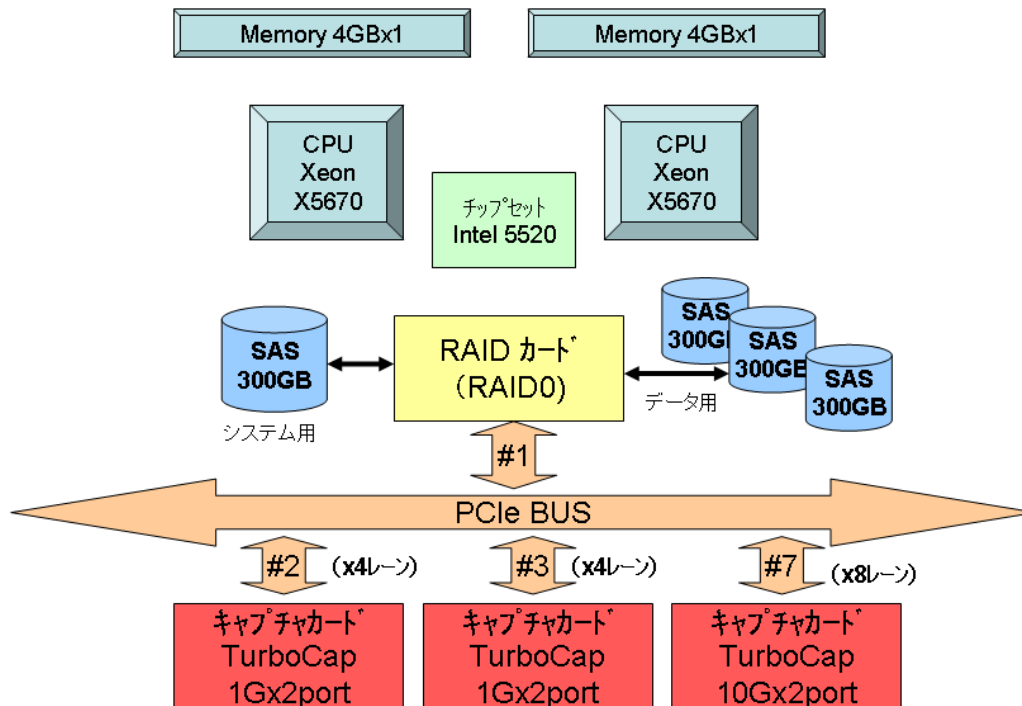 Memory 4GBx1
Memory 4GBx1
CPU
Xeon
X5670
CPU
Xeon
X5670
チップセット
Intel 5520
SAS
300GB
システム用
RAID カード
(RAID0)
データ用
SAS
300GB
SAS
300GB
SAS
300GB
#1
PCIe BUS
#2
(x4レーン)
#3
(x4レーン)
#7
(x8レーン)
キャプチャカード
TurboCap
1Gx2port
キャプチャカード
TurboCap
1Gx2port
キャプチャカード
TurboCap
10Gx2port